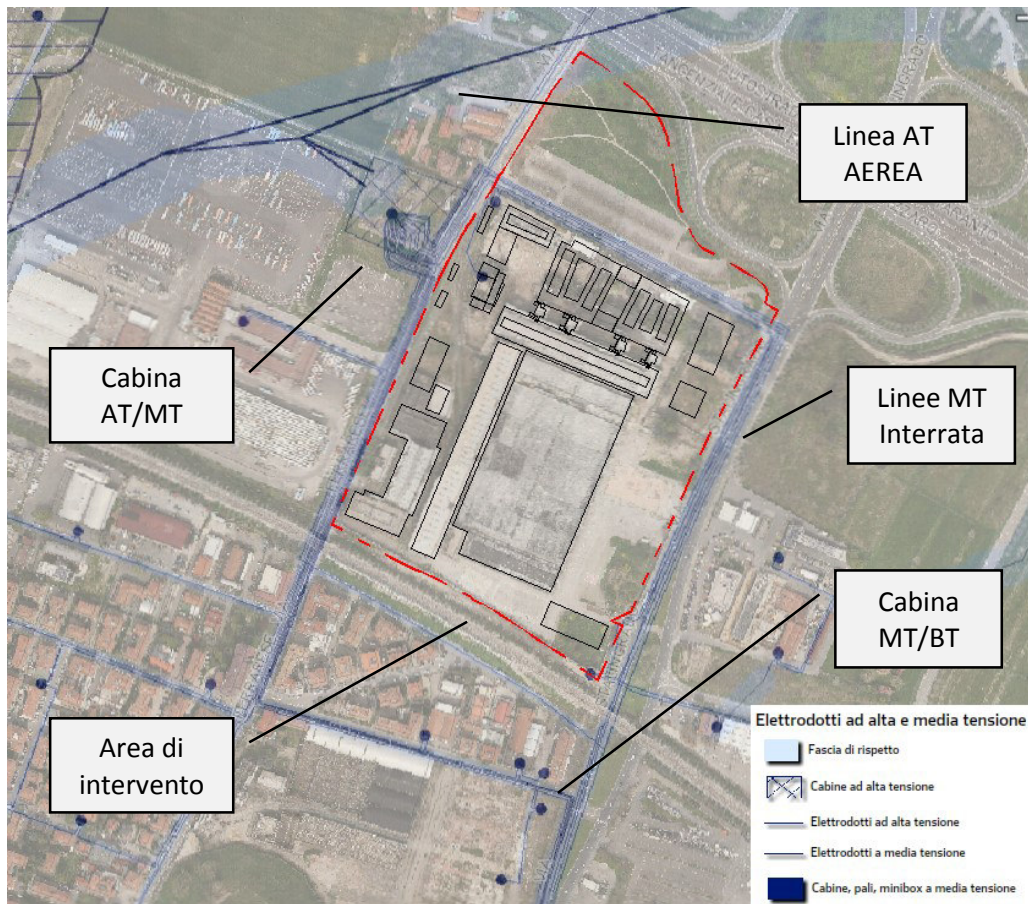 Linea AT
AEREA
Cabina
AT/MT
Linee MT
Interrata
Cabina
MT/BT
Area di
intervento
Elettrodotti ad alta e media tensione
Fascia di rispetto
Cabine ad alta tensione
Elettrodotti ad alta tensione
Elettrodotti a media tensione
Cabine, pali, minibox a media tensione